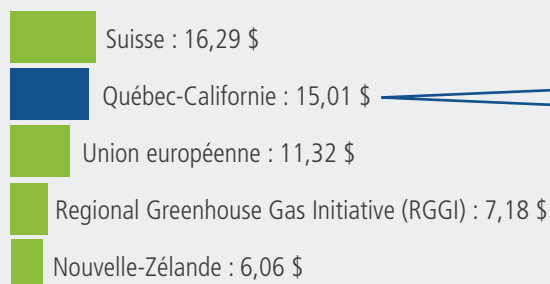 Suisse : 16,29 $
Québec-Californie : 15,01 $
Union européenne : 11,32 $
Regional Greenhouse Gas Initiative (RGGI) : 7,18 $
Nouvelle-Zélande : 6,06 $